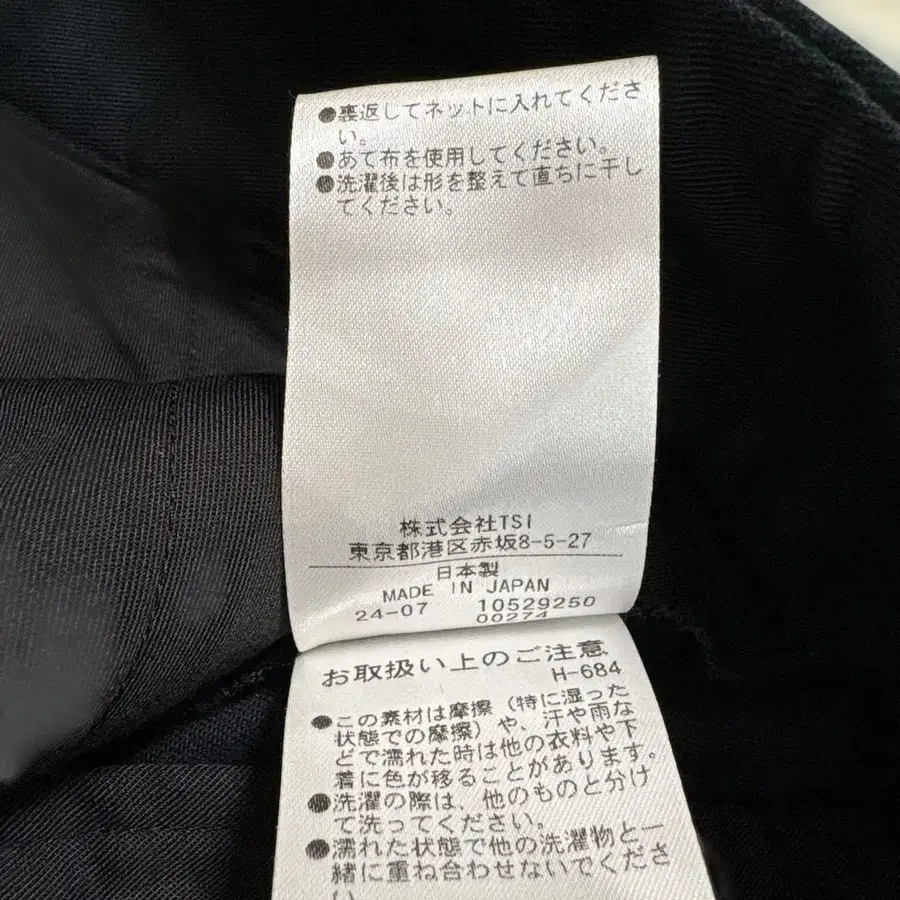 ●裏返してネットに入れてくださ
い。
●あて布を使用してください。
●洗濯後は形を整えて直ちに干し
てください。
株式会社TSI
東京都港区赤坂8-5-27
日本製
MADE IN JAPAN
24-07 10529250
00274
お取扱い上のご注意
H-684
●この素材は摩擦（特に湿った
状態での摩擦）や、汗や雨な
どで濡れた時は他の衣料や下
着に色が移ることがあります。
●洗濯の際は、他のものと分け
て洗ってください。
●濡れた状態で他の洗濯物と一
緒に重ね合わせないでくださ
い